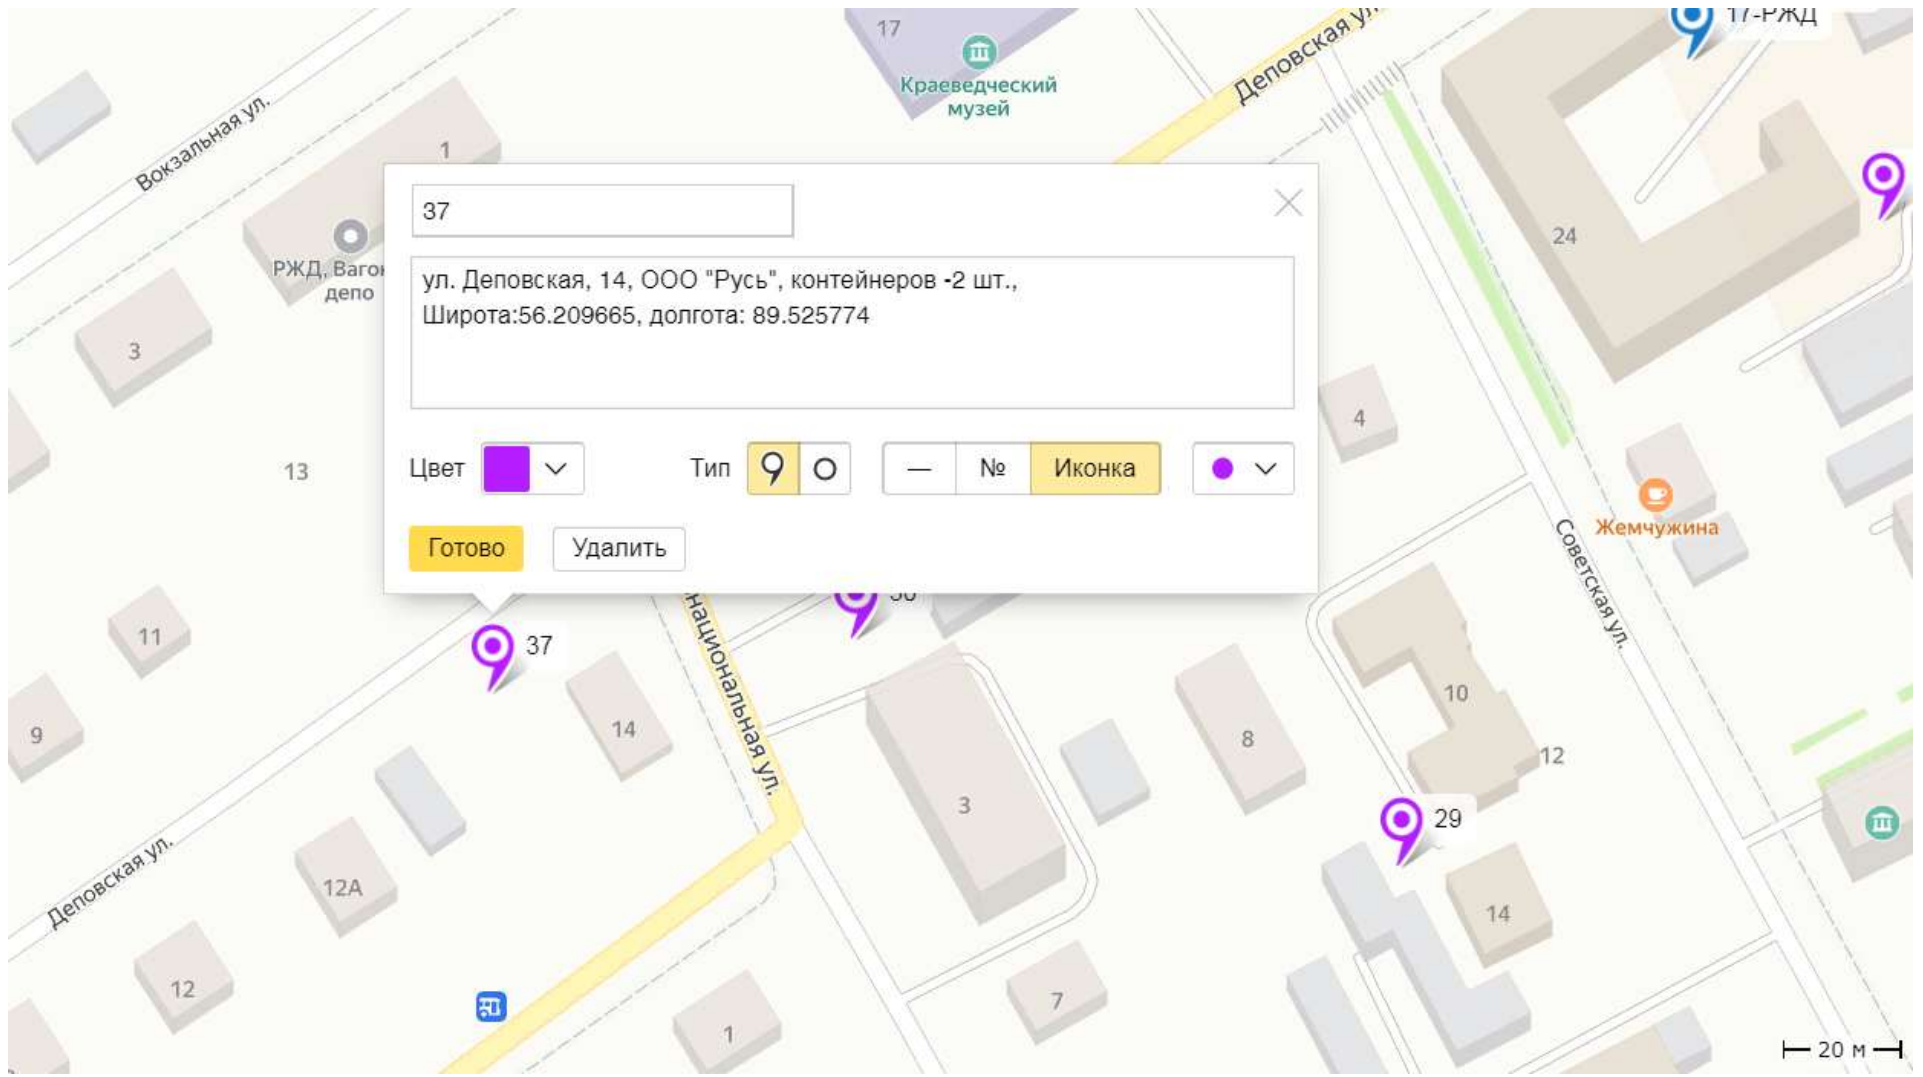 17
17-РЖД
Деповская ул.
Краеведческий
музей
Вокзальная ул.
1
37
24
РЖД, Вагон
депо
ул. Деповская, 14, ООО "Русь", контейнеров -2 шт.,
Широта:56.209665, долгота: 89.525774
3
4
13
Цвет
Тип
—
№
Иконка
Жемчужина
Готово
Удалить
Советская ул.
национальная ул.
11
37
9
14
10
8
12
3
29
Деповская ул.
12А
14
12
7
1
20 м